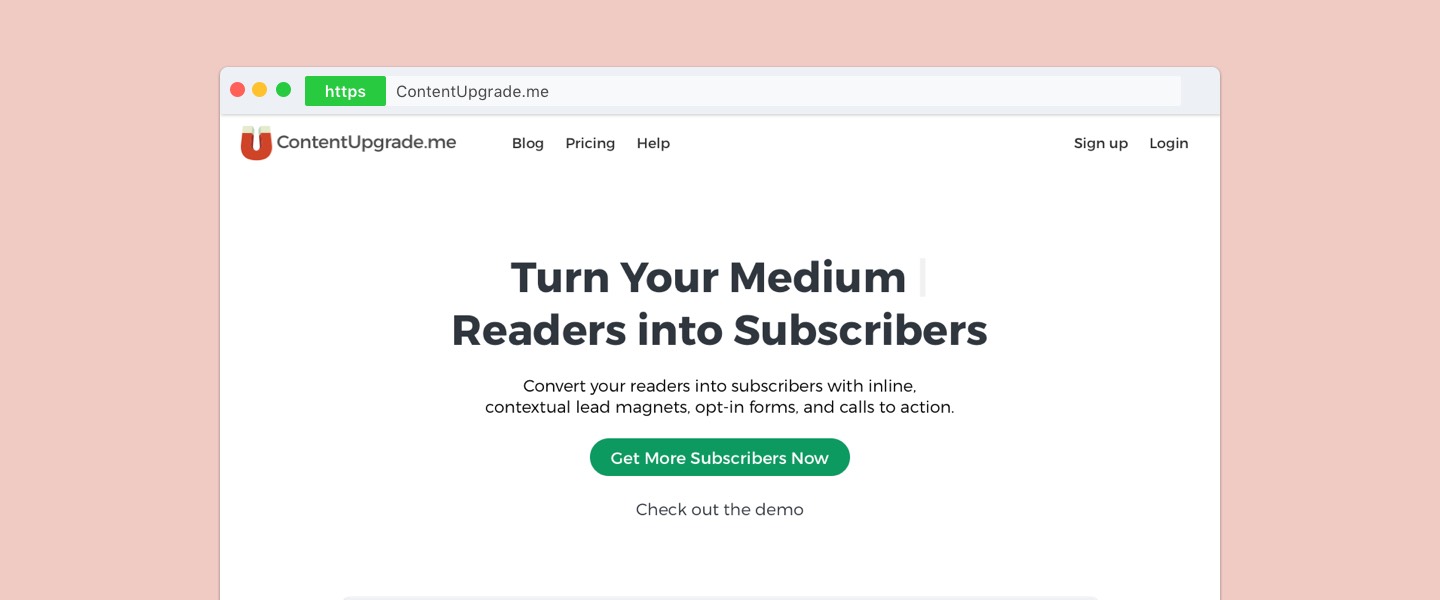 https ContentUpgrade.me
ContentUpgrade.me Blog Pricing Help Sign up Login
Turn Your Medium
Readers into Subscribers
Convert your readers into subscribers with inline,
contextual lead magnets, opt-in forms, and calls to action.
Get More Subscribers Now
Check out the demo